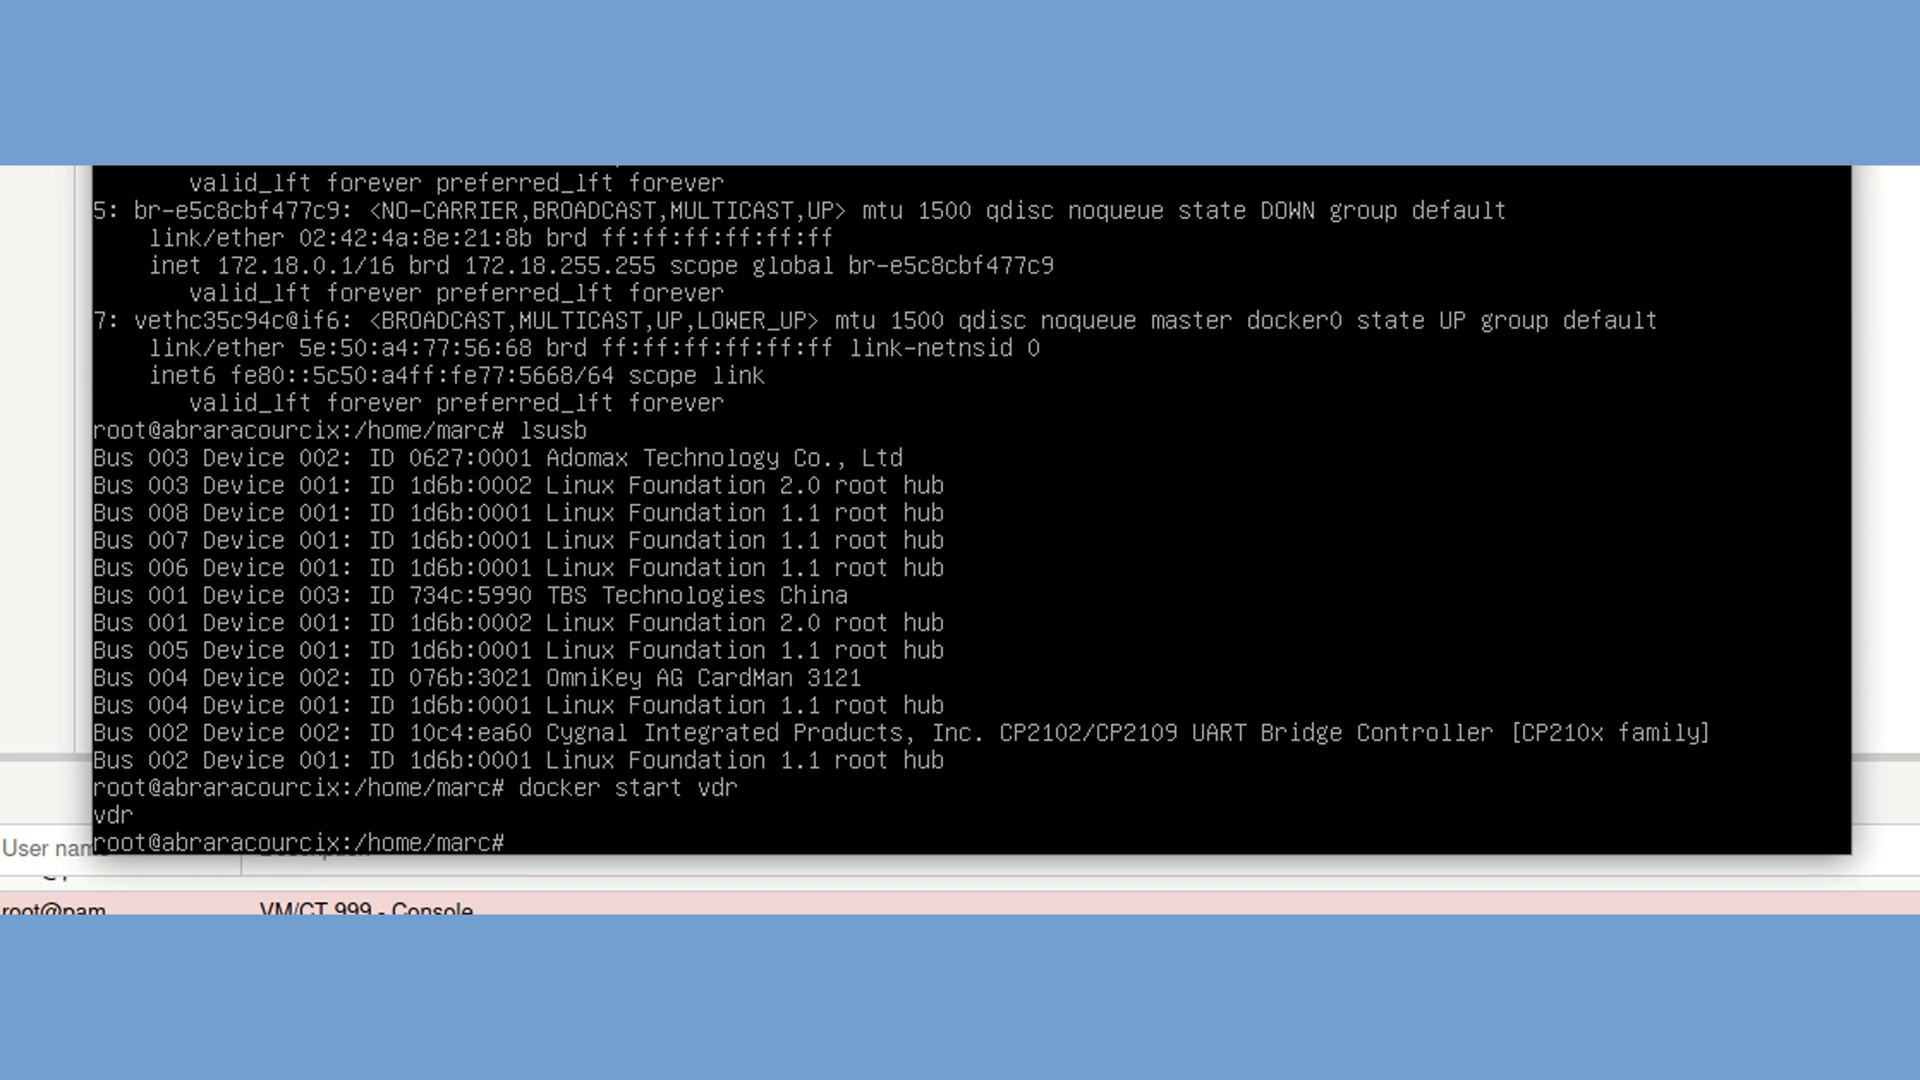 valid_lft forever preferred_lft forever
5: br-e5c8cbf477c9: <NO-CARRIER,BROADCAST,MULTICAST,UP> mtu 1500 qdisc noqueue state DOWN group default
link/ether 02:42:4a:8e:21:8b brd ff:ff:ff:ff:ff:ff
inet 172.18.0.1/16 brd 172.18.255.255 scope global br-e5c8cbf477c9
valid_lft forever preferred_lft forever
7: vethc35c94c@if6: <BROADCAST,MULTICAST,UP,LOWER_UP> mtu 1500 qdisc noqueue master docker0 state UP group default
link/ether 5e:50:a4:77:56:68 brd ff:ff:ff:ff:ff:ff link-netnsid 0
inet6 fe80::5c50:a4ff:fe77:5668/64 scope link
valid_lft forever preferred_lft forever
root@abraracourcix:/home/marc# lsusb
Bus 003 Device 002: ID 0627:0001 Adomax Technology Co., Ltd
Bus 003 Device 001: ID 1d6b:0002 Linux Foundation 2.0 root hub
Bus 008 Device 001: ID 1d6b:0001 Linux Foundation 1.1 root hub
Bus 007 Device 001: ID 1d6b:0001 Linux Foundation 1.1 root hub
Bus 006 Device 001: ID 1d6b:0001 Linux Foundation 1.1 root hub
Bus 001 Device 003: ID 734c:5990 TBS Technologies China
Bus 001 Device 001: ID 1d6b:0002 Linux Foundation 2.0 root hub
Bus 005 Device 001: ID 1d6b:0001 Linux Foundation 1.1 root hub
Bus 004 Device 002: ID 076b:3021 OmniKey AG CardMan 3121
Bus 004 Device 001: ID 1d6b:0001 Linux Foundation 1.1 root hub
Bus 002 Device 002: ID 10c4:ea60 Cygnal Integrated Products, Inc. CP2102/CP2109 UART Bridge Controller [CP210x family]
Bus 002 Device 001: ID 1d6b:0001 Linux Foundation 1.1 root hub
root@abraracourcix:/home/marc# docker start vdr
vdr
root@abraracourcix:/home/marc#
User nam
root@pam VM/CT 999 - Console